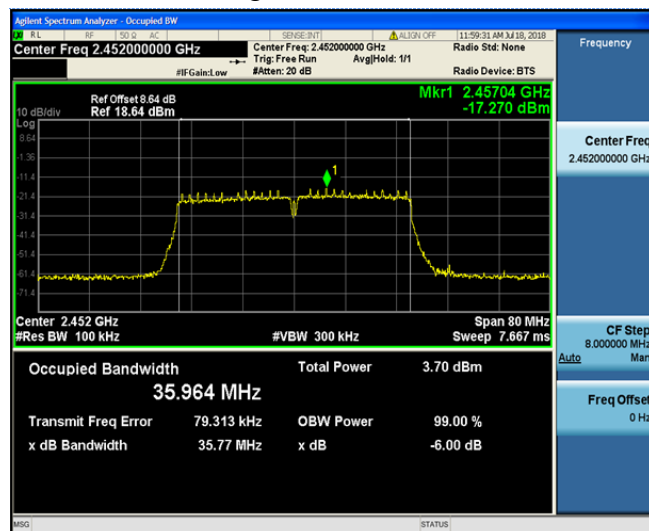 Agilent Spectrum Analyzer - Occupied BW
RL RF 50 Ω AC SENSE:INT ALIGN OFF 11:59:31 AM Jul 18, 2018
Center Freq 2.452000000 GHz Center Freq: 2.452000000 GHz Radio Std: None Frequency
Trig: Free Run Avg|Hold: 1/1
#IFGain:Low #Atten: 20 dB Radio Device: BTS
Ref Offset 8.64 dB Mkr1 2.45704 GHz
10 dB/div Ref 18.64 dBm -17.270 dBm
Log
8.64
-1.36
-11.4
-21.4
-31.4
-41.4
-51.4
-61.4
-71.4
1
Center Freq
2.452000000 GHz
Center 2.452 GHz Span 80 MHz
#Res BW 100 kHz #VBW 300 kHz Sweep 7.667 ms
CF Step
8.000000 MHz
Auto Man
Occupied Bandwidth Total Power 3.70 dBm
35.964 MHz
Transmit Freq Error 79.313 kHz OBW Power 99.00 %
x dB Bandwidth 35.77 MHz x dB -6.00 dB
Freq Offset
0 Hz
MSG STATUS